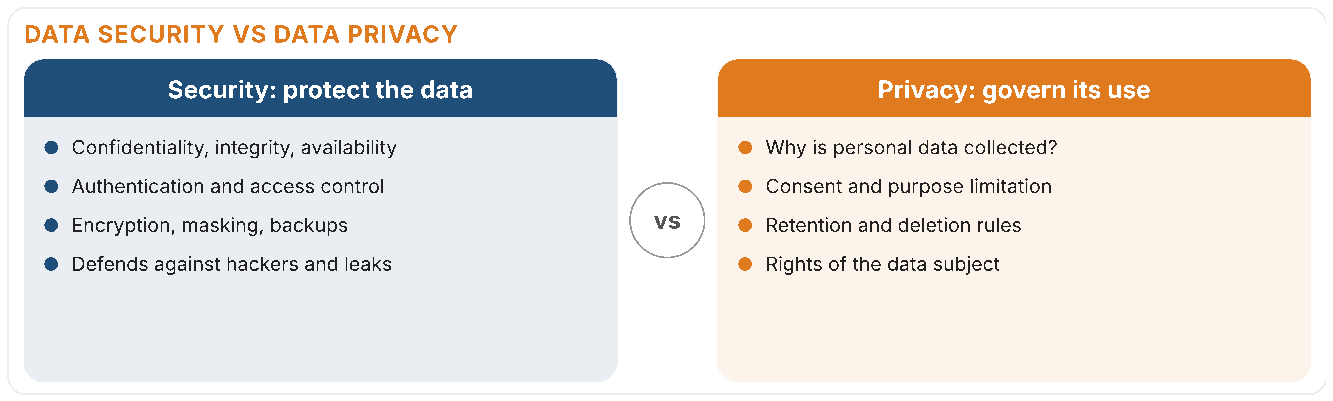 DATA SECURITY VS DATA PRIVACY
Security: protect the data
Confidentiality, integrity, availability
Authentication and access control
Encryption, masking, backups
Defends against hackers and leaks
vs
Privacy: govern its use
Why is personal data collected?
Consent and purpose limitation
Retention and deletion rules
Rights of the data subject